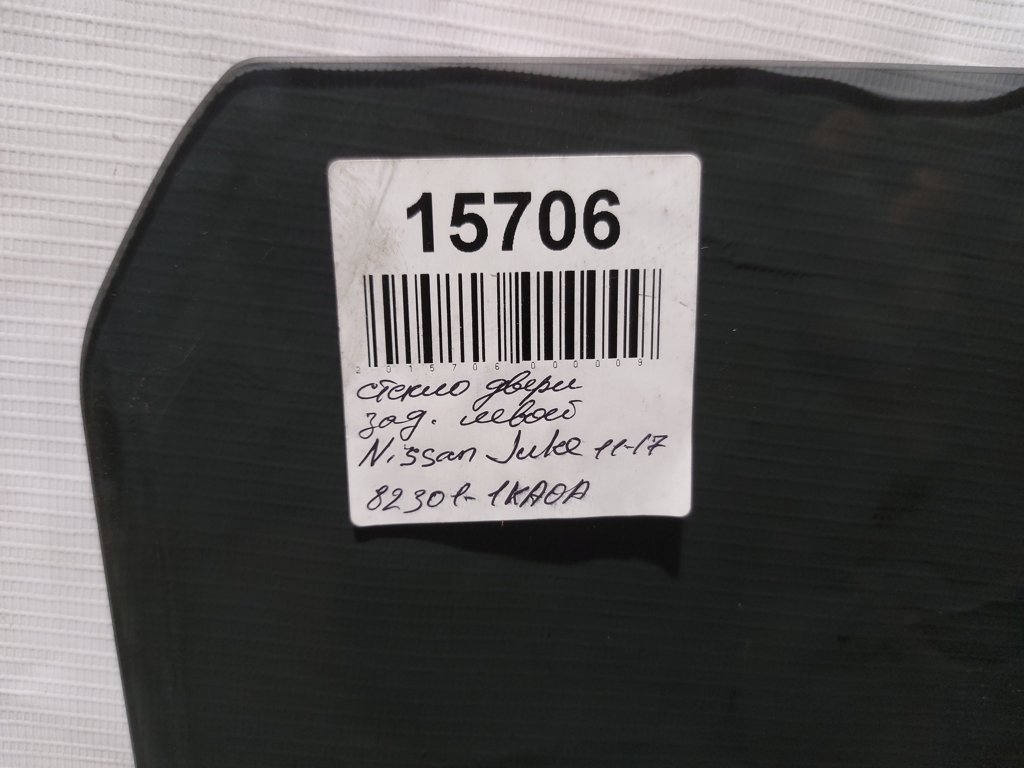 15706
2015706000009
стекло двери
зад. левой
Nissan Juke 11-17
82301-1KA0A